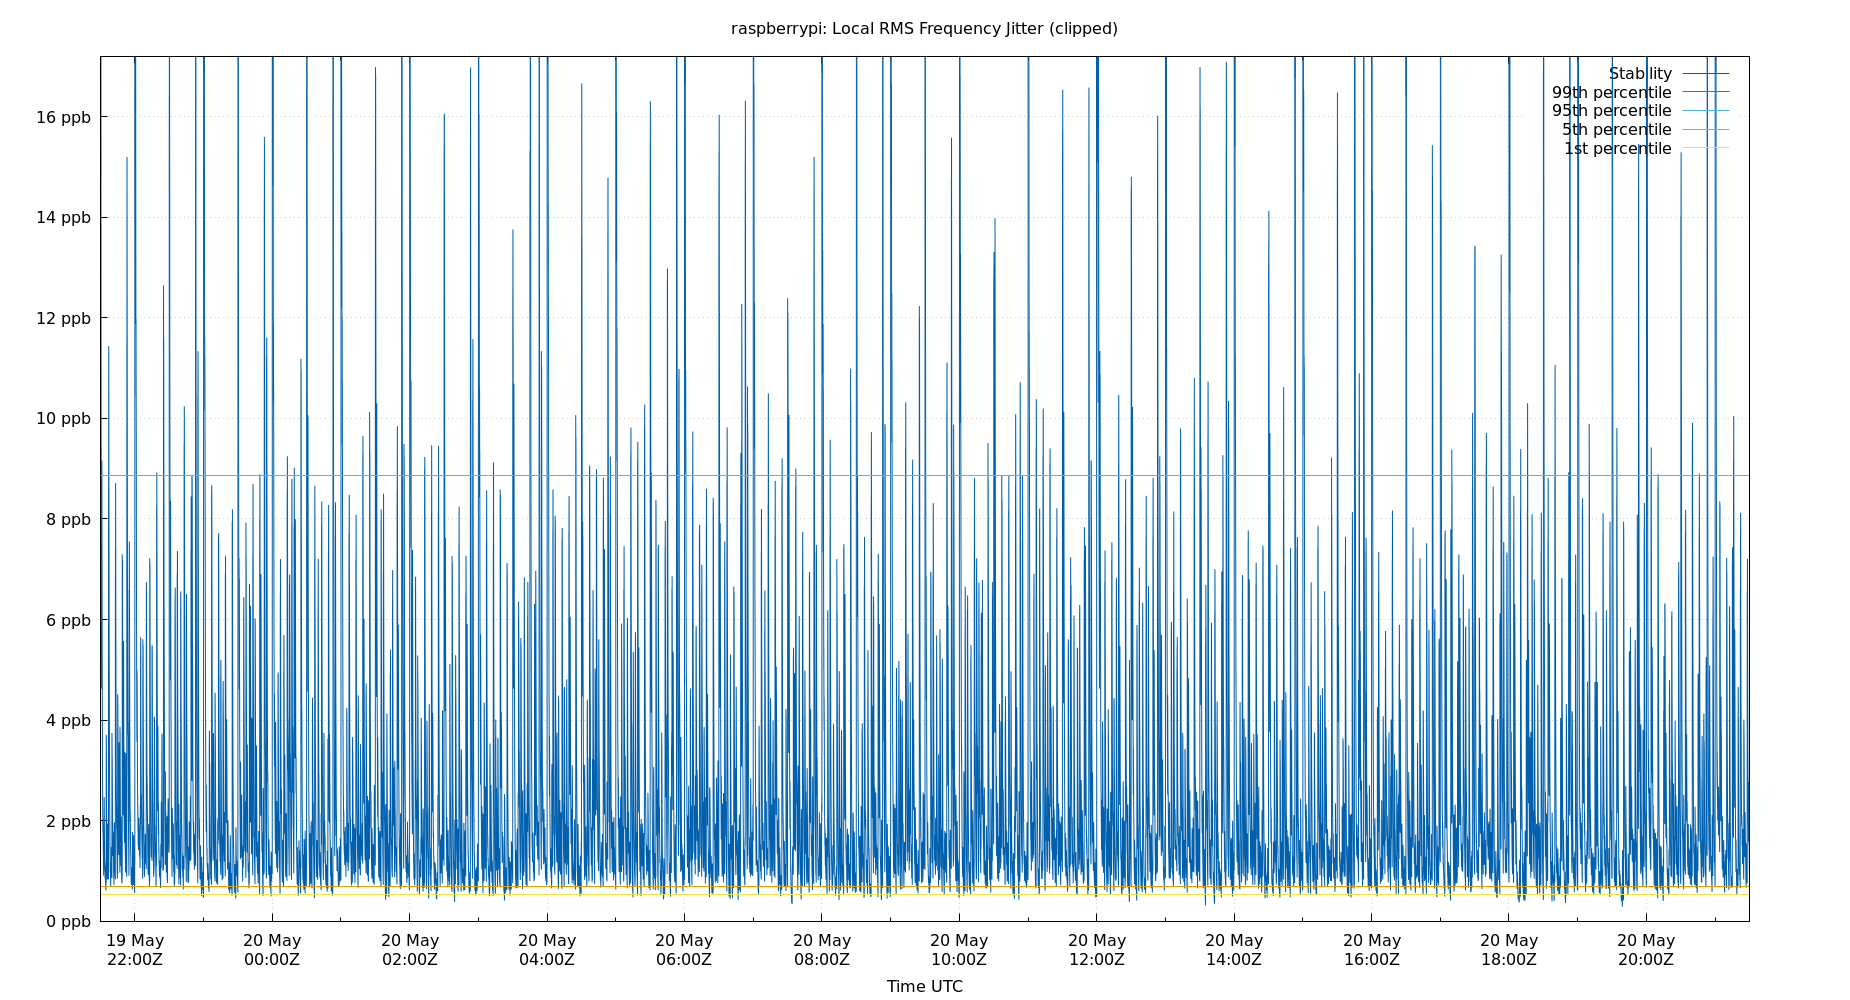 raspberrypi: Local RMS Frequency Jitter (clipped)
Stability
99th percentile
95th percentile
5th percentile
1st percentile
16 ppb
14 ppb
12 ppb
10 ppb
8 ppb
6 ppb
4 ppb
2 ppb
0 ppb
19 May 20 May 20 May 20 May 20 May 20 May 20 May 20 May 20 May 20 May 20 May 20 May
22:00Z 00:00Z 02:00Z 04:00Z 06:00Z 08:00Z 10:00Z 12:00Z 14:00Z 16:00Z 18:00Z 20:00Z
Time UTC